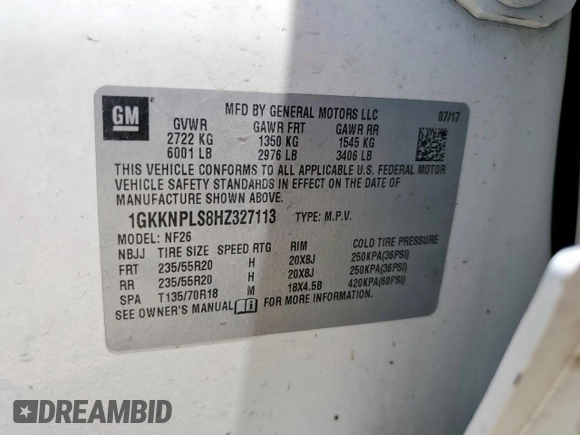 GM
MFD BY GENERAL MOTORS LLC 07/17
GVWR GAWR FRT GAWR RR
2722 KG 1350 KG 1545 KG
6001 LB 2976 LB 3406 LB
THIS VEHICLE CONFORMS TO ALL APPLICABLE U.S. FEDERAL MOTOR
VEHICLE SAFETY STANDARDS IN EFFECT ON THE DATE OF
MANUFACTURE SHOWN ABOVE.
1GKKNPLS8HZ327113 TYPE: M.P.V.
MODEL: NF26
NBJJ TIRE SIZE SPEED RTG RIM COLD TIRE PRESSURE
FRT 235/55R20 H 20X8J 250KPA(36PSI)
RR 235/55R20 H 20X8J 250KPA(36PSI)
SPA T135/70R18 M 18X4.5B 420KPA(60PSI)
SEE OWNER'S MANUAL FOR MORE INFORMATION.
DREAMBID